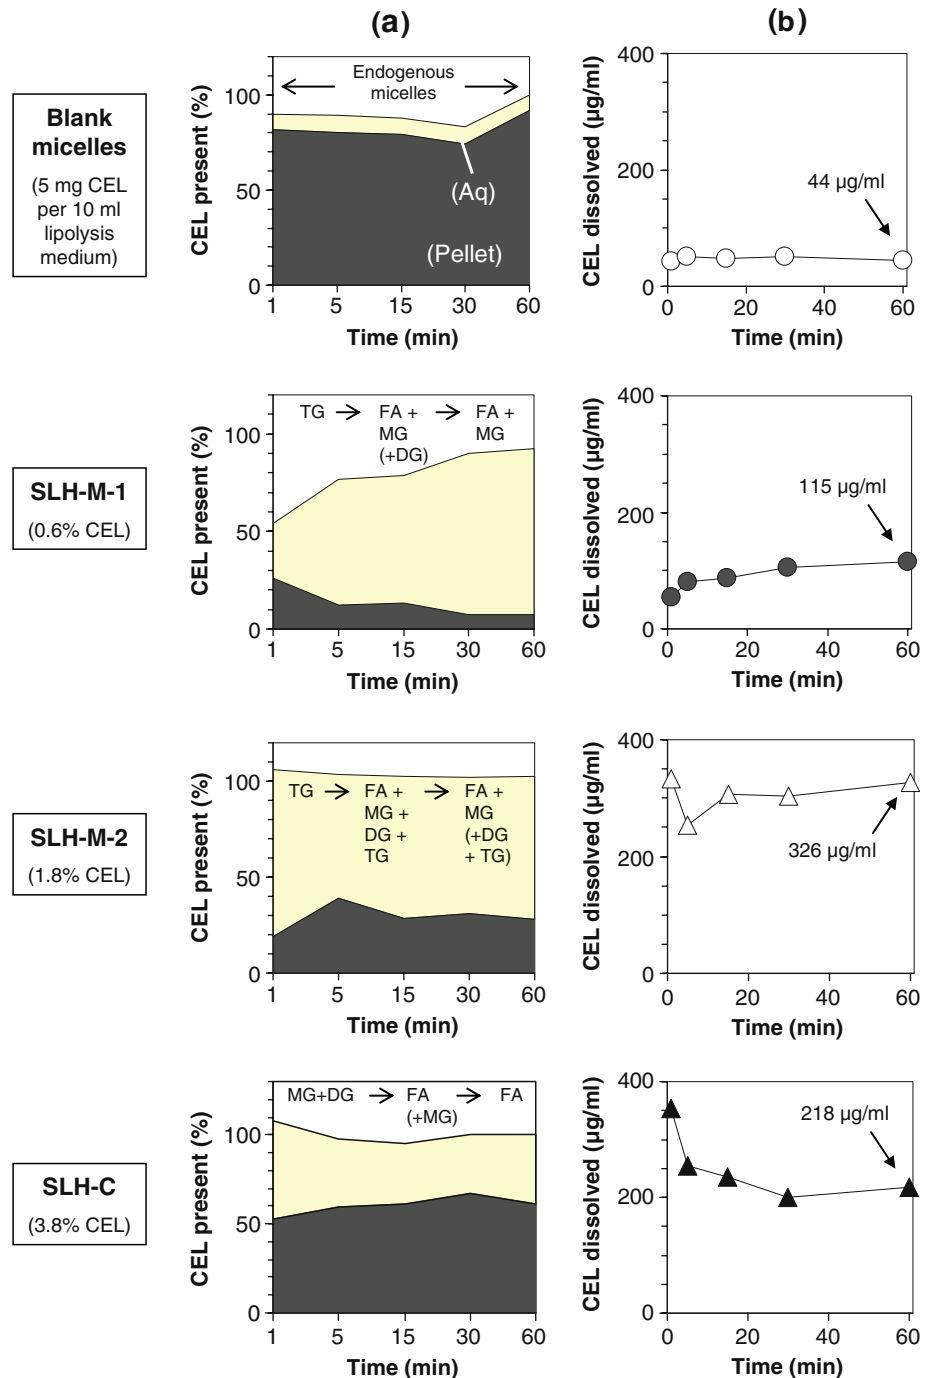 (a)
(b)
Blank
micelles
(5 mg CEL
per 10 ml
lipolysis
medium)
CEL present (%)
100
50
0
Endogenous
micelles
(Aq)
(Pellet)
1 5 15 30 60
Time (min)
CEL dissolved (µg/ml)
400
200
0
44 µg/ml
0 20 40 60
Time (min)
SLH-M-1
(0.6% CEL)
CEL present (%)
100
50
0
TG → FA + → FA +
MG MG
(+DG)
1 5 15 30 60
Time (min)
CEL dissolved (µg/ml)
400
200
0
115 µg/ml
0 20 40 60
Time (min)
SLH-M-2
(1.8% CEL)
CEL present (%)
100
50
0
TG → FA + → FA +
MG + MG
DG + (+DG
TG + TG)
1 5 15 30 60
Time (min)
CEL dissolved (µg/ml)
400
200
0
326 µg/ml
0 20 40 60
Time (min)
SLH-C
(3.8% CEL)
CEL present (%)
100
50
0
MG+DG → FA → FA
(+MG)
1 5 15 30 60
Time (min)
CEL dissolved (µg/ml)
400
200
0
218 µg/ml
0 20 40 60
Time (min)